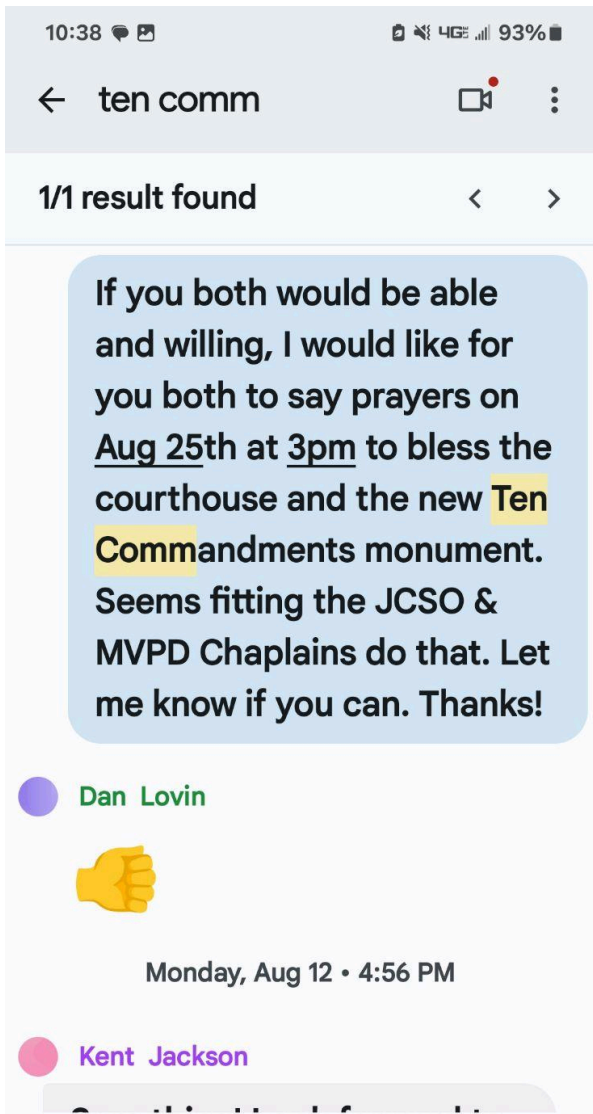 10:38 4GE 93%
ten comm
1/1 result found
If you both would be able
and willing, I would like for
you both to say prayers on
Aug 25th at 3pm to bless the
courthouse and the new Ten
Commandments monument.
Seems fitting the JCSO &
MVPD Chaplains do that. Let
me know if you can. Thanks!
Dan Lovin
Monday, Aug 12 • 4:56 PM
Kent Jackson